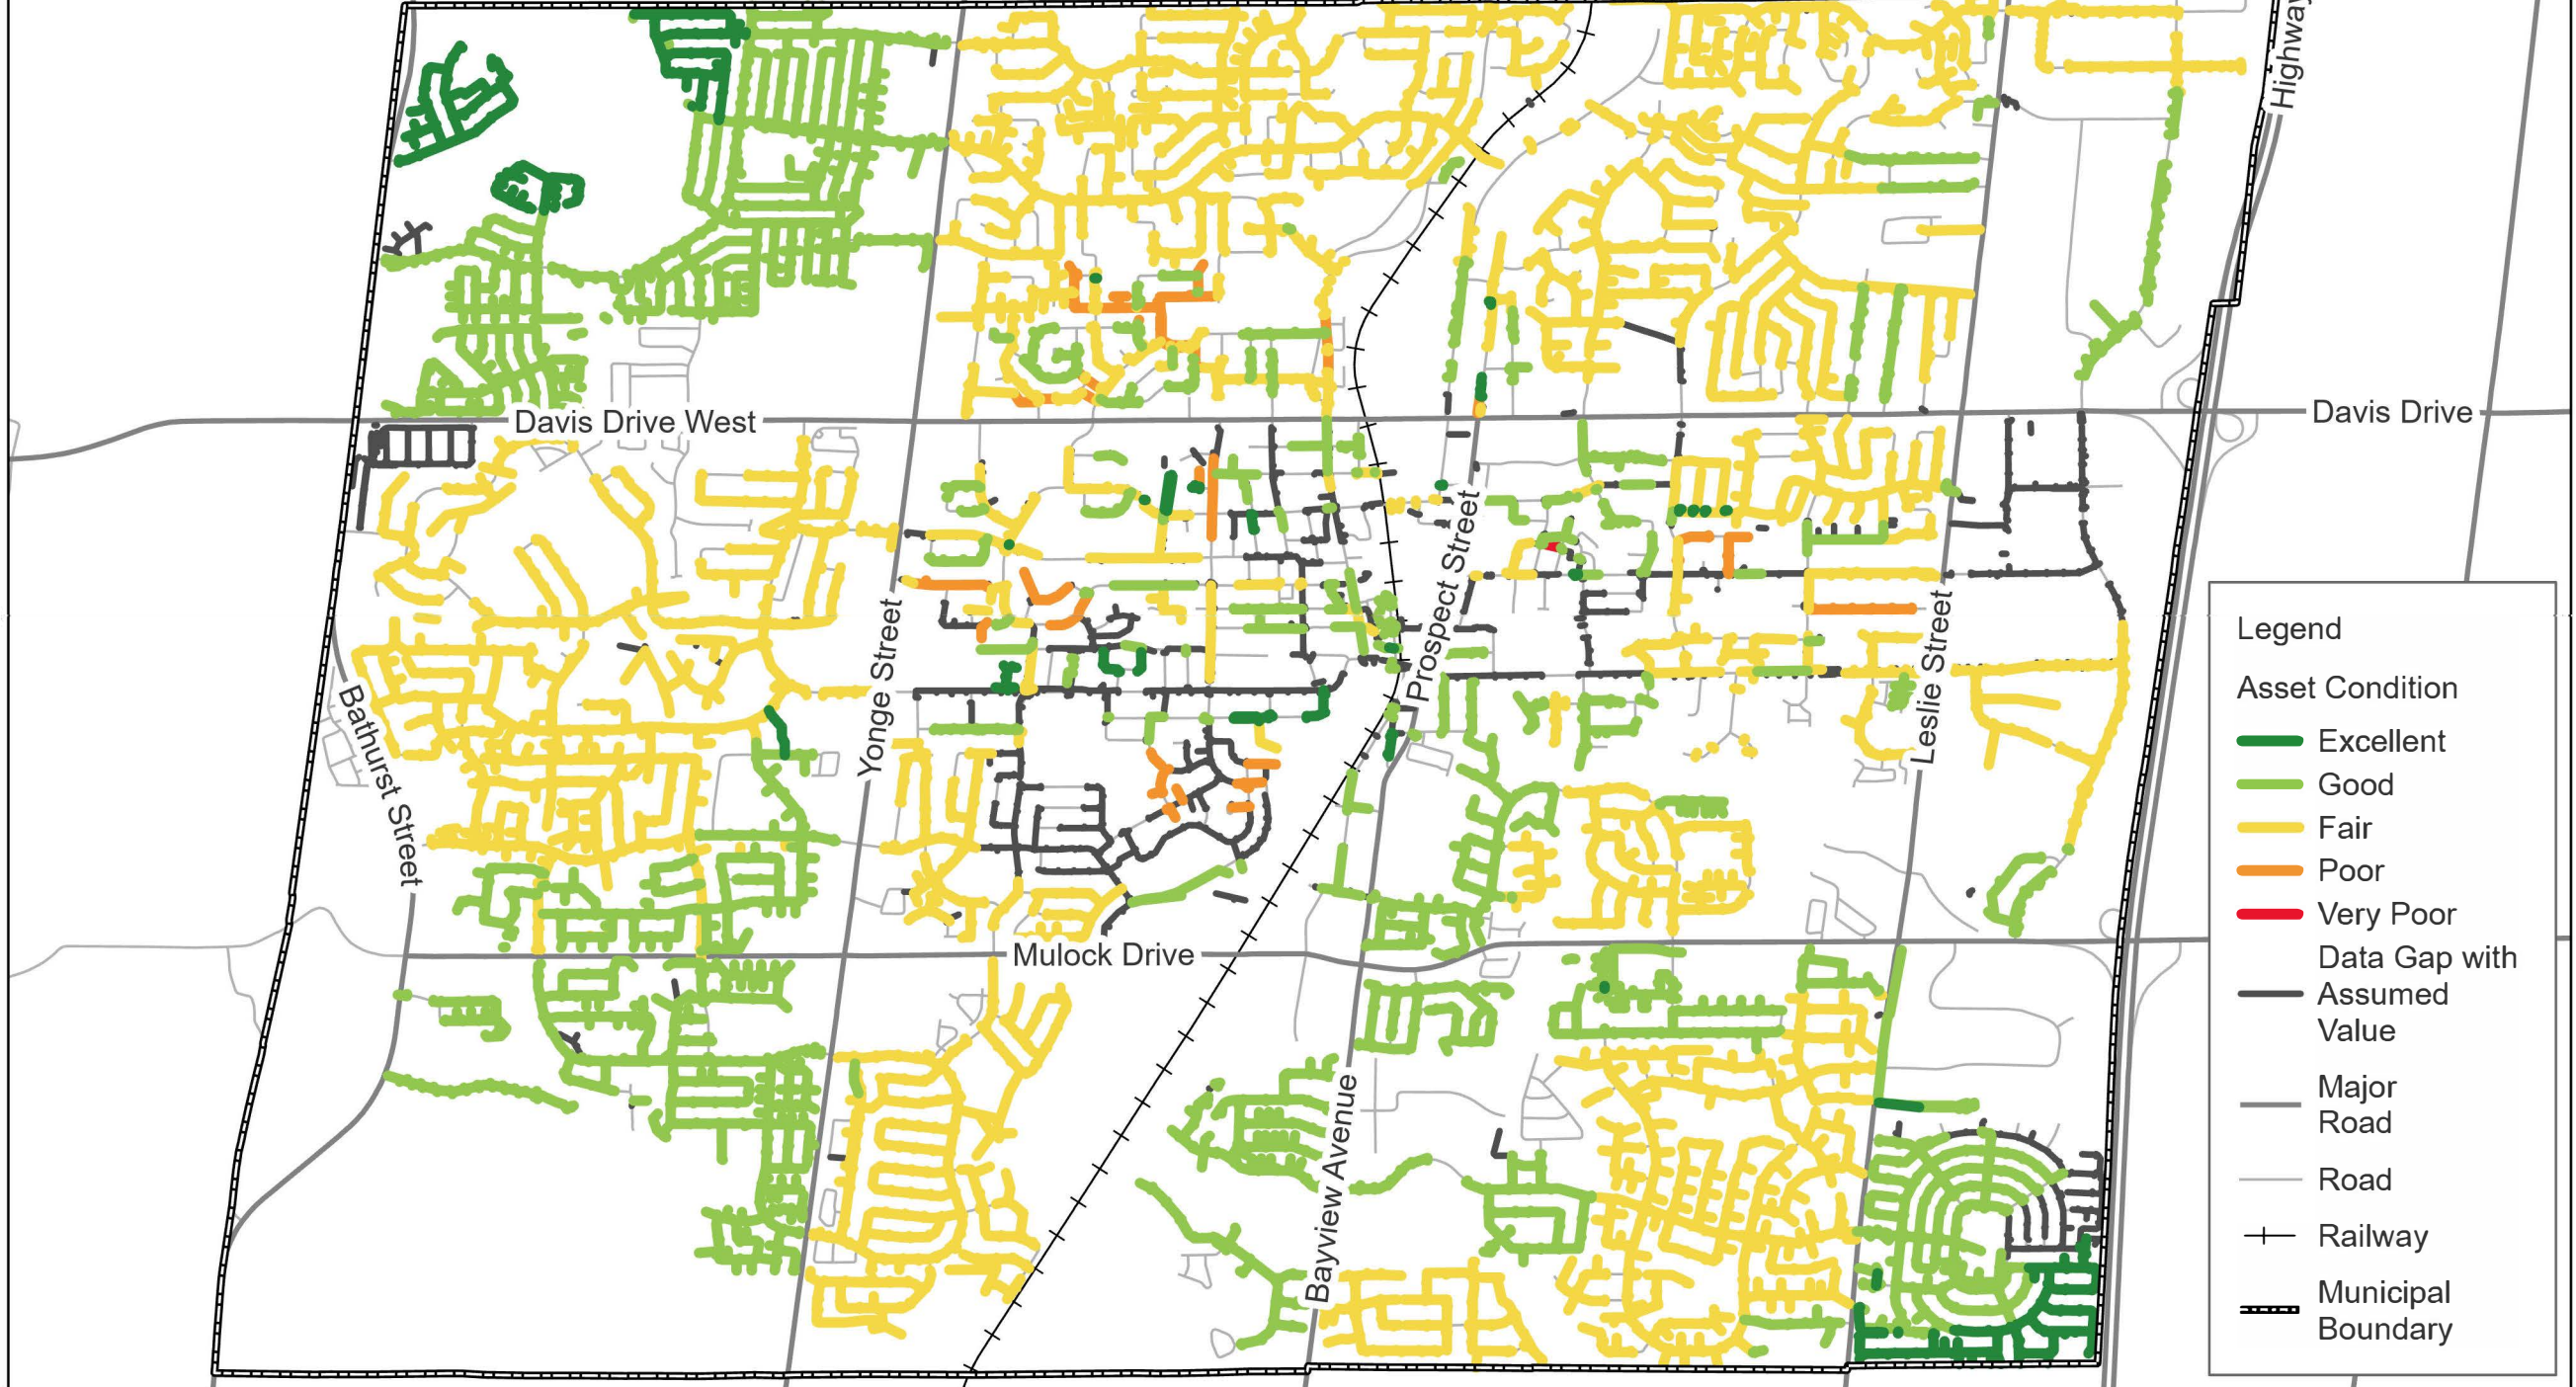 Highway
Davis Drive West
Davis Drive
Prospect Street
Yonge Street
Leslie Street
Bathurst Street
Mulock Drive
Bayview Avenue
Legend
Asset Condition
Excellent
Good
Fair
Poor
Very Poor
Data Gap with
Assumed
Value
Major
Road
Road
Railway
Municipal
Boundary